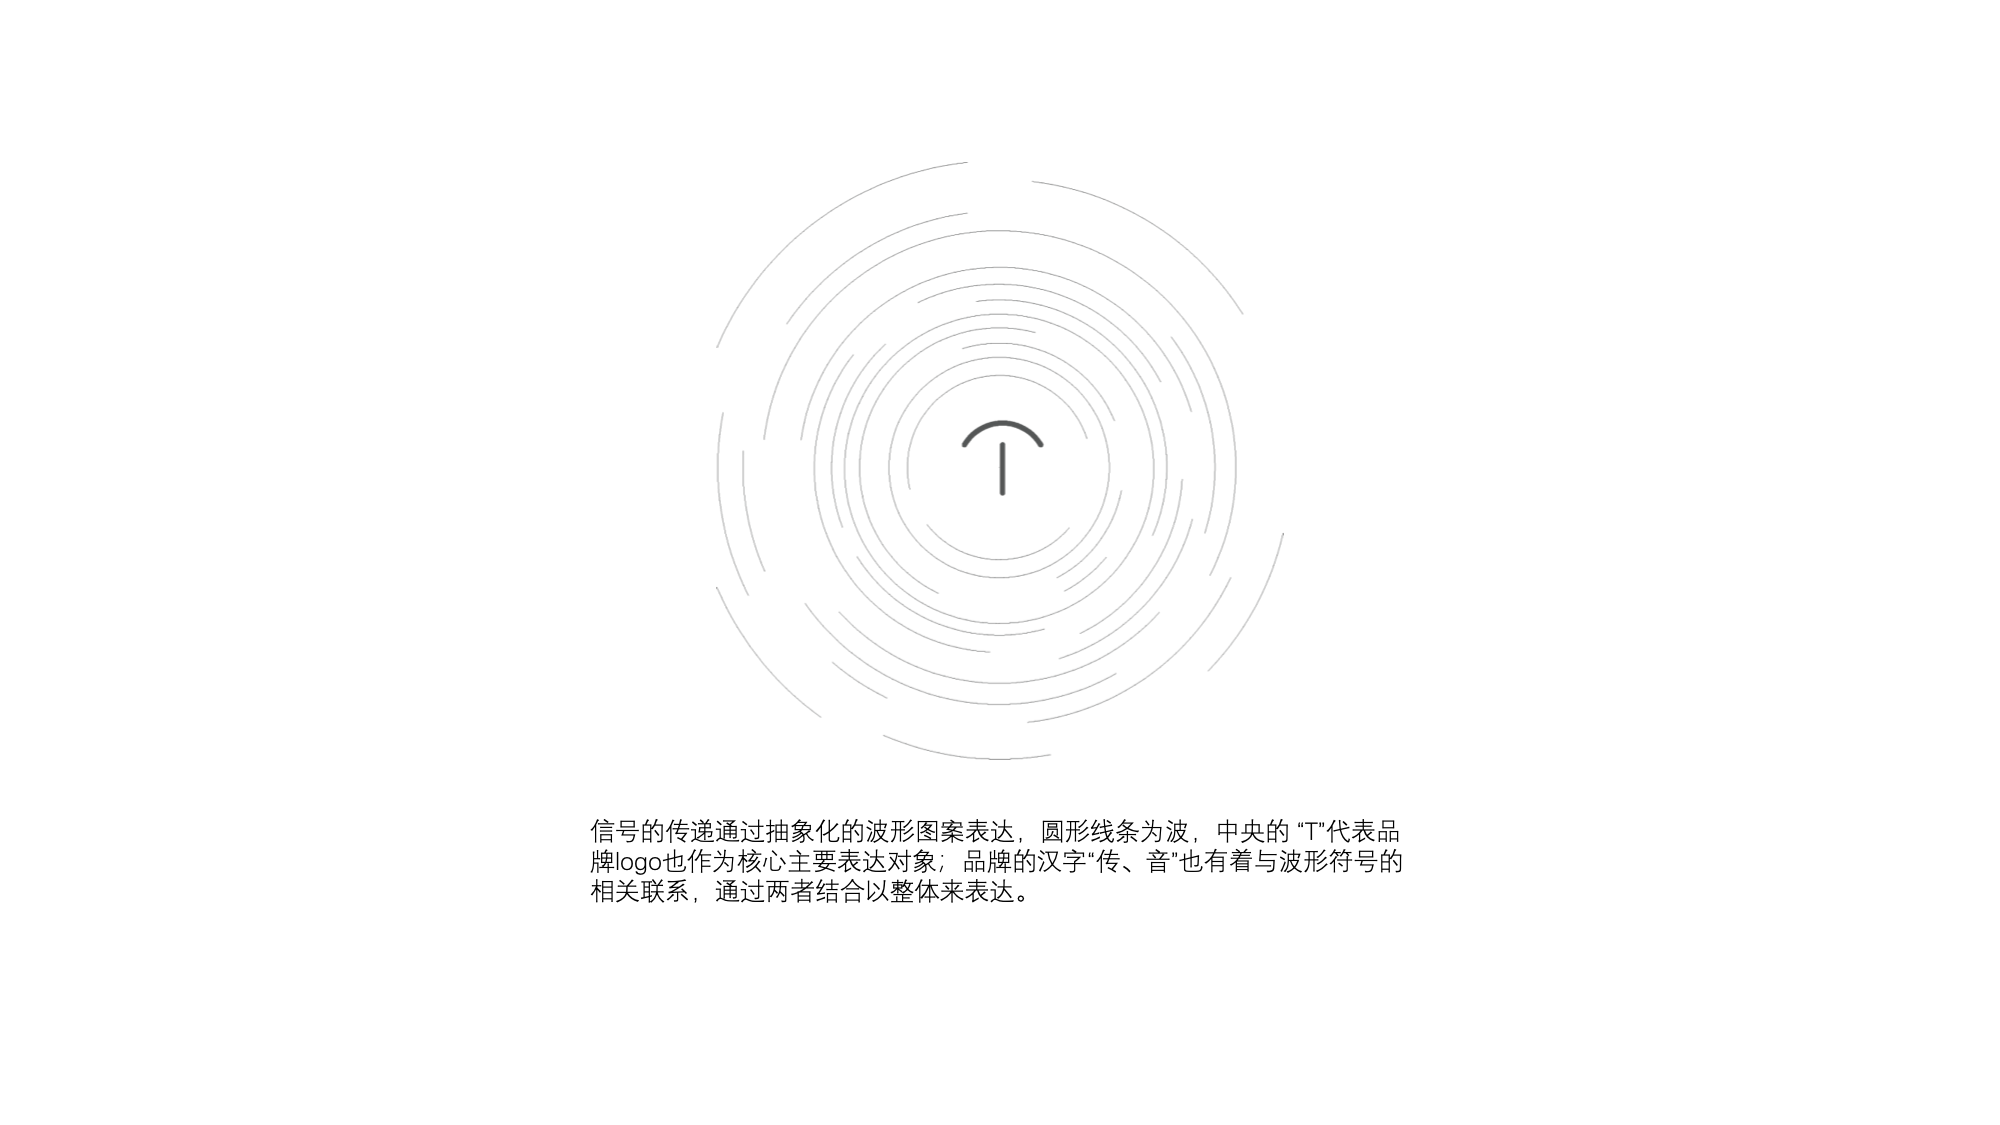 信号的传递通过抽象化的波形图案表达，圆形线条为波，中央的 “T”代表品
牌logo也作为核心主要表达对象；品牌的汉字“传、音”也有着与波形符号的
相关联系，通过两者结合以整体来表达。